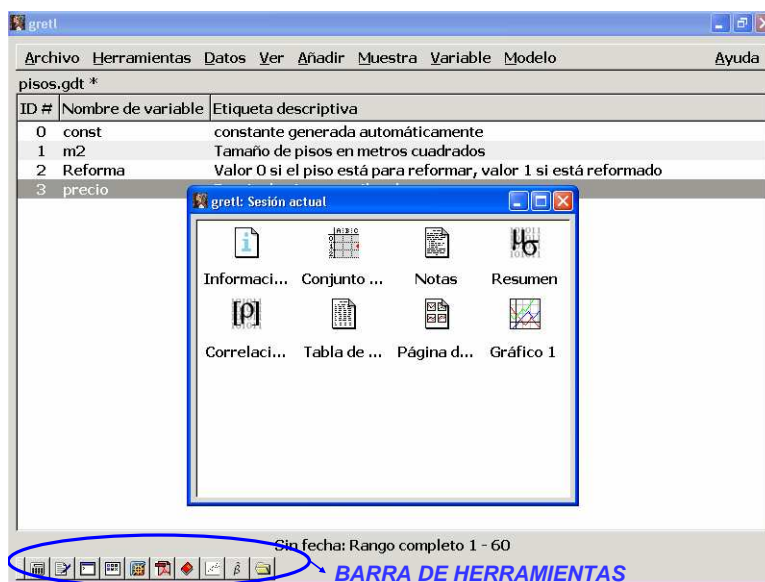 gretl
Archivo Herramientas Datos Ver Añadir Muestra Variable Modelo Ayuda
pisos.gdt *
ID # Nombre de variable Etiqueta descriptiva
0 const constante generada automáticamente
1 m2 Tamaño de pisos en metros cuadrados
2 Reforma Valor 0 si el piso está para reformar, valor 1 si está reformado
3 precio
gretl: Sesión actual
Informaci... Conjunto ... Notas Resumen
Correlaci... Tabla de ... Página d... Gráfico 1
Sin fecha: Rango completo 1 - 60
BARRA DE HERRAMIENTAS